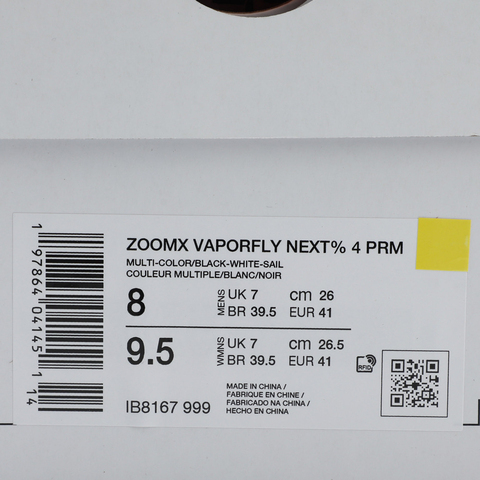 ZOOMX VAPORFLY NEXT% 4 PRM
MULTI-COLOR/BLACK-WHITE-SAIL
COULEUR MULTIPLE/BLANC/NOIR
8 MENS UK 7 cm 26
BR 39.5 EUR 41
9.5 WMNS UK 7 cm 26.5
BR 39.5 EUR 41
RFID
IB8167 999
MADE IN CHINA /
FABRIQUE EN CHINE /
FABRICADO NA CHINA /
HECHO EN CHINA
1 97864 04145 1 14